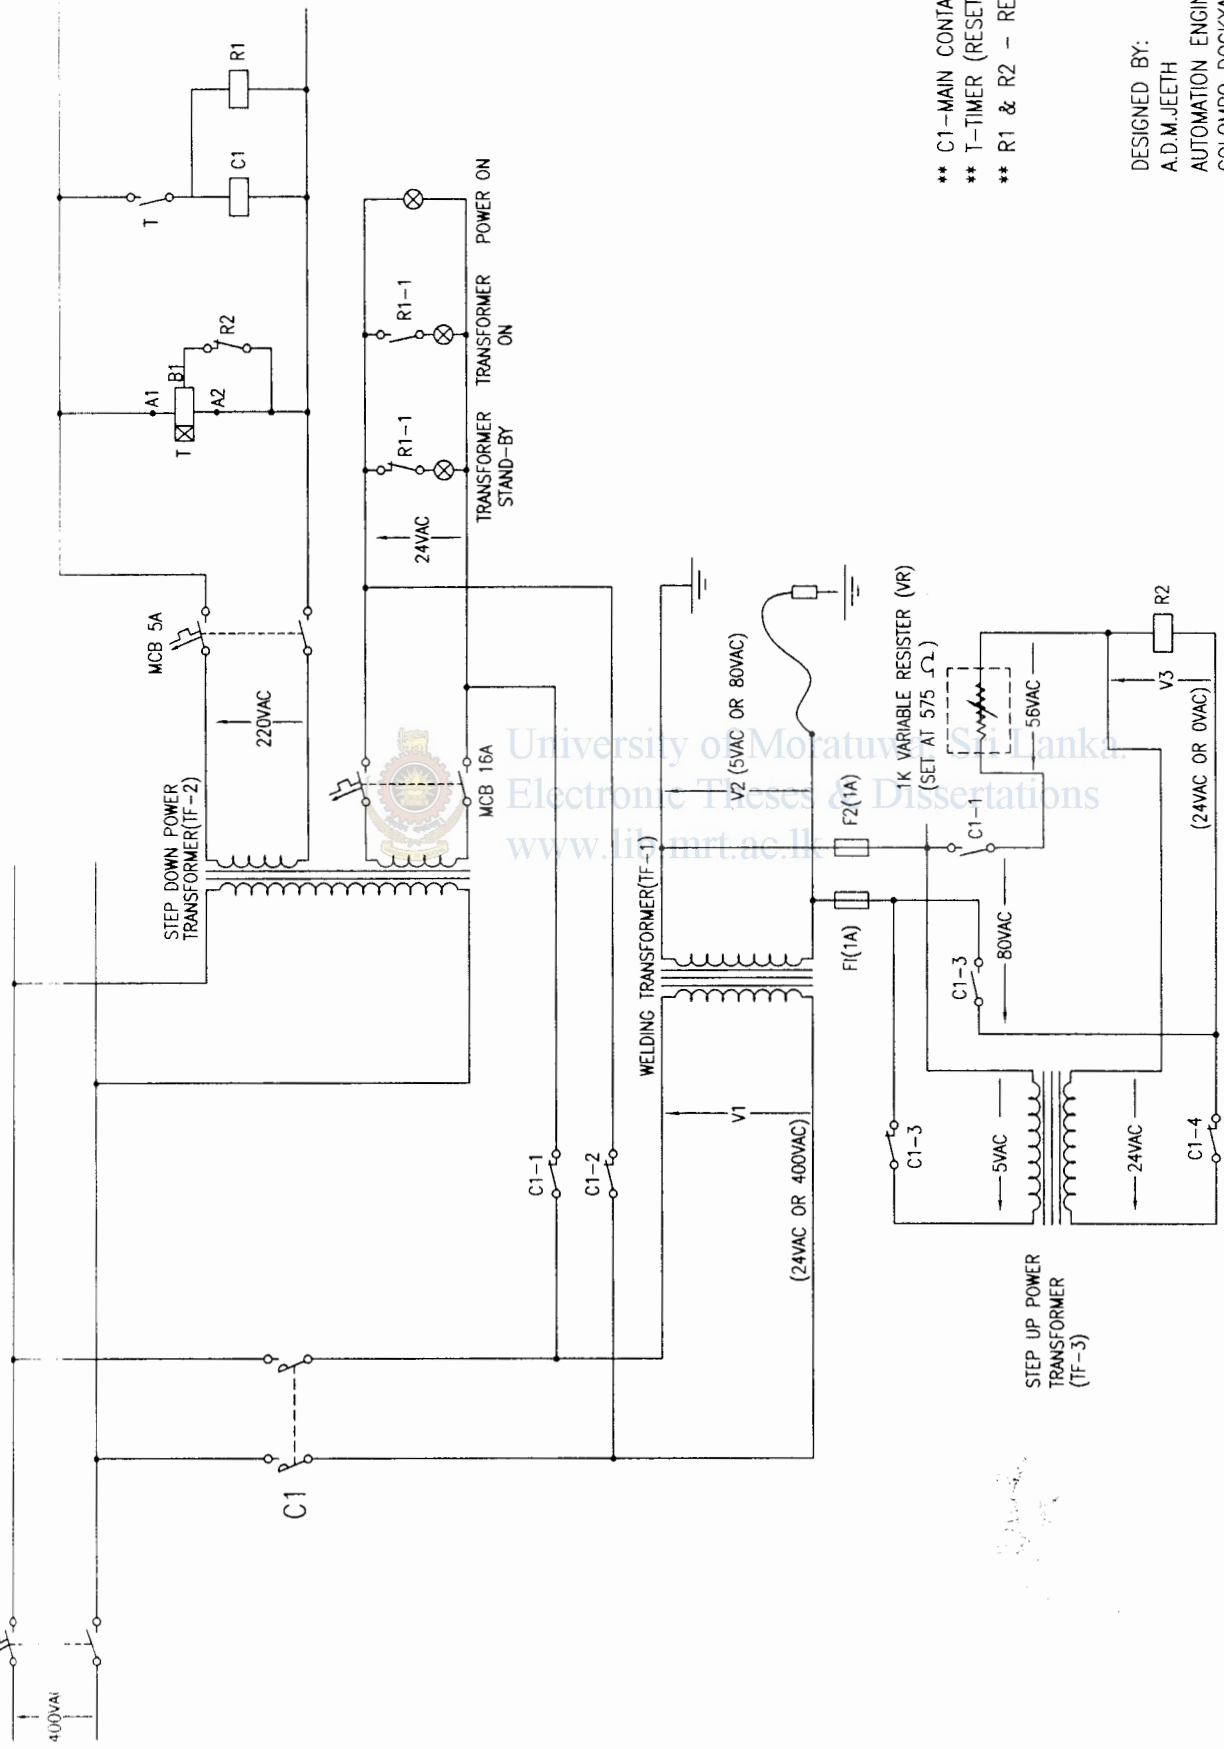 400VA
C1
STEP DOWN POWER
TRANSFORMER(TF-2)
220VAC
MCB 5A
T
A1
B1
A2
R2
T
C1
R1
MCB 16A
24VAC
R1-1
TRANSFORMER
STAND-BY
R1-1
TRANSFORMER
ON
POWER ON
C1-1
C1-2
WELDING TRANSFORMER(TF-1)
V1
(24VAC OR 400VAC)
V2 (5VAC OR 80VAC)
F1(1A)
F2(1A)
1K VARIABLE RESISTER (VR)
(SET AT 575 Ω)
C1-1
56VAC
C1-3
80VAC
C1-3
5VAC
24VAC
C1-4
STEP UP POWER
TRANSFORMER
(TF-3)
R2
V3
(24VAC OR 0VAC)
** C1-MAIN CONTA
** T-TIMER (RESET
** R1 & R2 - RE
DESIGNED BY:
A.D.M.JEETH
AUTOMATION ENGIN
University of Moratuwa, Sri Lanka.
Electronic Theses & Dissertations
www.lib.mrt.ac.lk